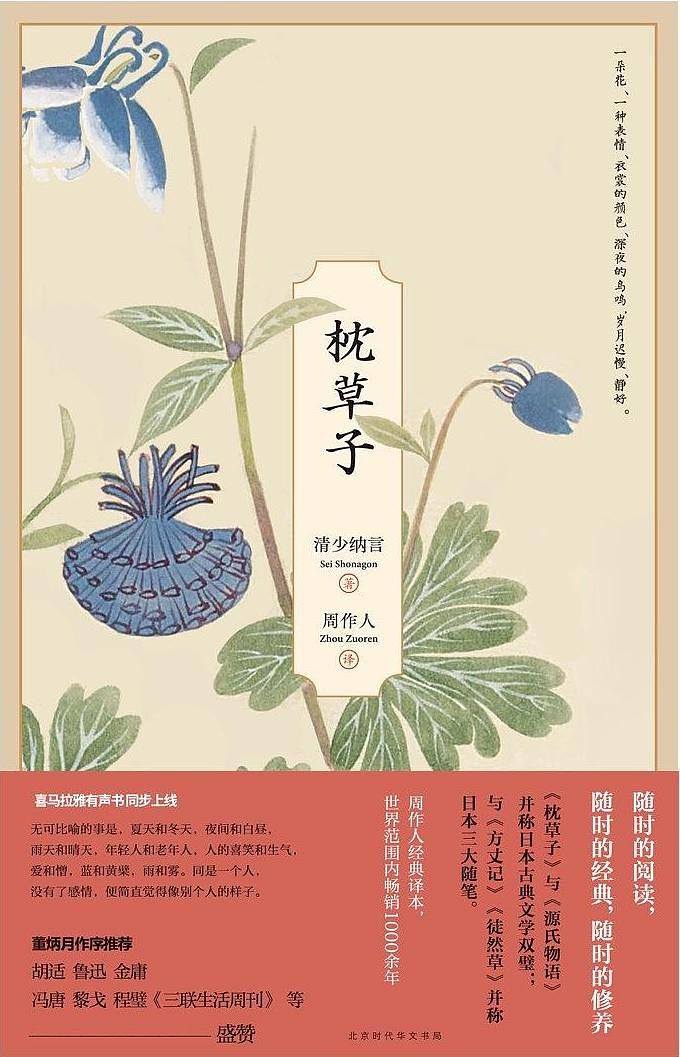 一朵花、一种表情、衣裳的颜色、深夜的鸟鸣,岁月迟慢、静好。
枕草子
清少纳言
Sei Shonagon
著
周作人
Zhou Zuoren
译
随时的阅读,
随时的经典,随时的修养
《枕草子》与《源氏物语》
并称日本古典文学双璧;
与《方丈记》《徒然草》并称
日本三大随笔。
周作人经典译本,
世界范围内畅销1000余年
喜马拉雅有声书同步上线
无可比喻的事是,夏天和冬天,夜间和白昼,
雨天和晴天,年轻人和老年人,人的喜笑和生气,
爱和憎,蓝和黄檗,雨和雾。同是一个人,
没有了感情,便简直觉得像别个人的样子。
董炳月作序推荐
胡适 鲁迅 金庸
冯唐 黎戈 程璧《三联生活周刊》 等
盛赞
北京时代华文书局